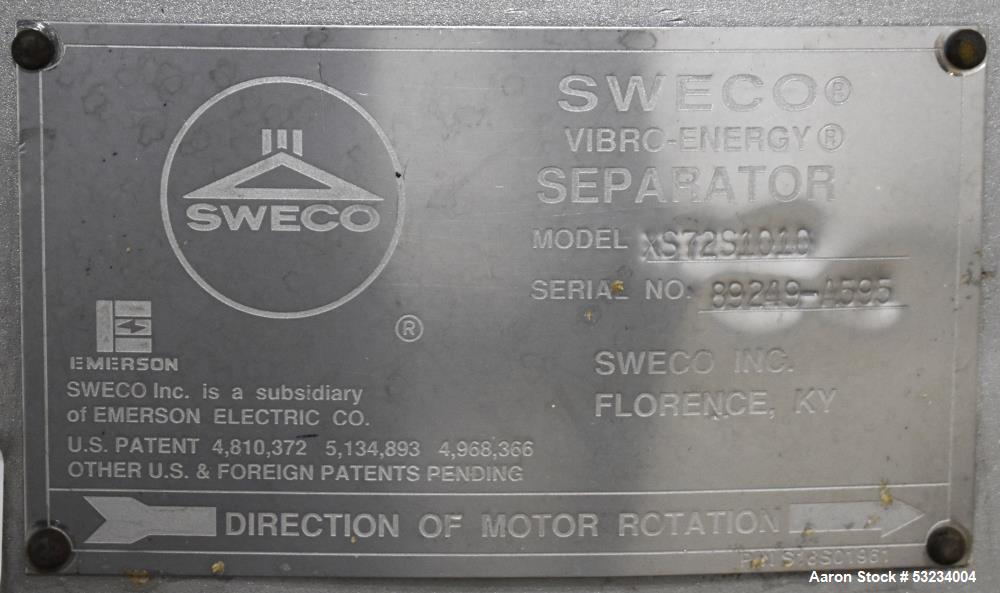 SWECO®
VIBRO-ENERGY®
SEPARATOR
MODEL XS72S1010
SERIAL NO. 89249-A595
SWECO INC.
FLORENCE, KY
SWECO
®
EMERSON
SWECO Inc. is a subsidiary
of EMERSON ELECTRIC CO.
U.S. PATENT 4,810,372 5,134,893 4,968,366
OTHER U.S. & FOREIGN PATENTS PENDING
DIRECTION OF MOTOR ROTATION
Aaron Stock # 53234004